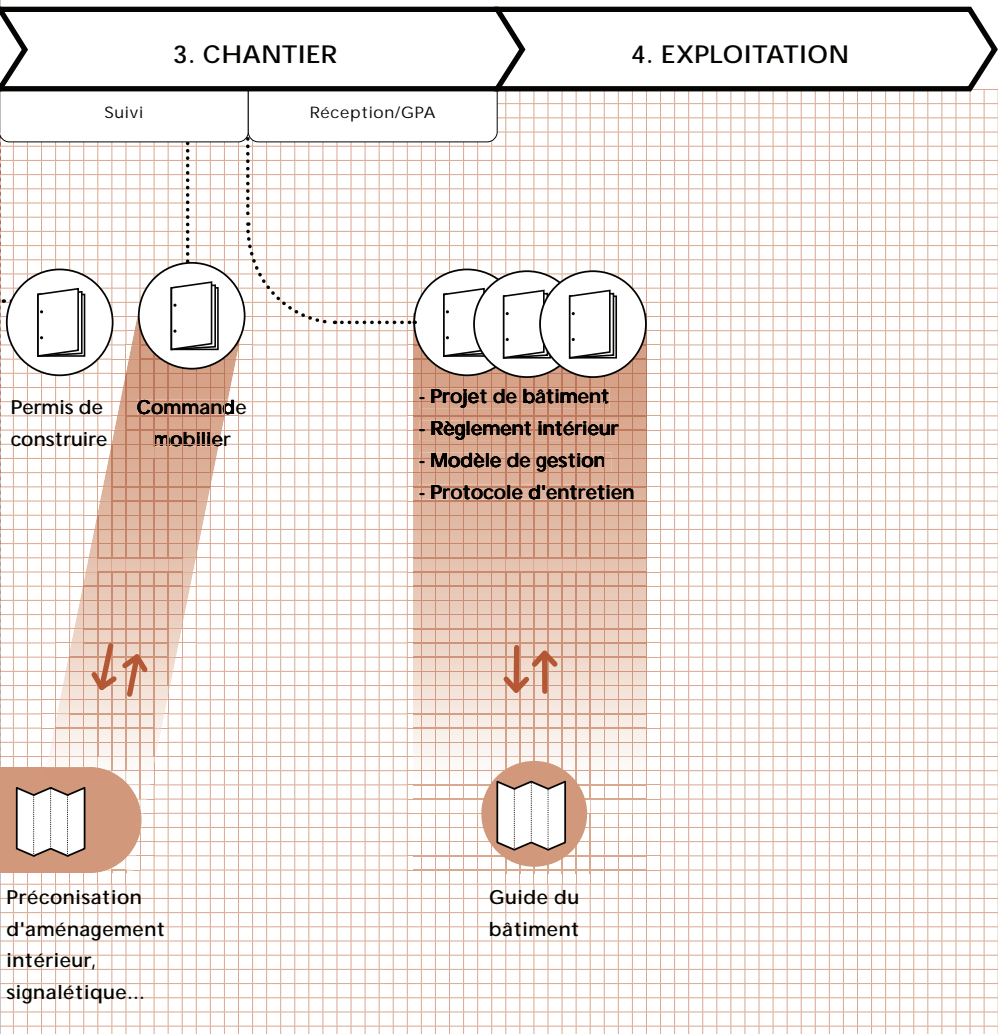 3. CHANTIER
4. EXPLOITATION
Suivi
Réception/GPA
Permis de
construire
Commande
mobilier
- Projet de bâtiment
- Règlement intérieur
- Modèle de gestion
- Protocole d'entretien
Préconisation
d'aménagement
intérieur,
signalétique...
Guide du
bâtiment